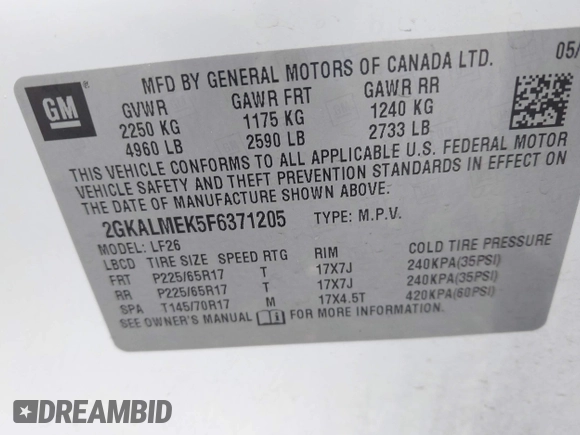 GM
MFD BY GENERAL MOTORS OF CANADA LTD. 05/
GVWR GAWR FRT GAWR RR
2250 KG 1175 KG 1240 KG
4960 LB 2590 LB 2733 LB
THIS VEHICLE CONFORMS TO ALL APPLICABLE U.S. FEDERAL MOTOR
VEHICLE SAFETY AND THEFT PREVENTION STANDARDS IN EFFECT ON
THE DATE OF MANUFACTURE SHOWN ABOVE.
2GKALMEK5F6371205 TYPE: M.P.V.
MODEL: LF26
LBCD TIRE SIZE SPEED RTG RIM COLD TIRE PRESSURE
FRT P225/65R17 T 17X7J 240KPA(35PSI)
RR P225/65R17 T 17X7J 240KPA(35PSI)
SPA T145/70R17 M 17X4.5T 420KPA(60PSI)
SEE OWNER'S MANUAL FOR MORE INFORMATION.
DREAMBID